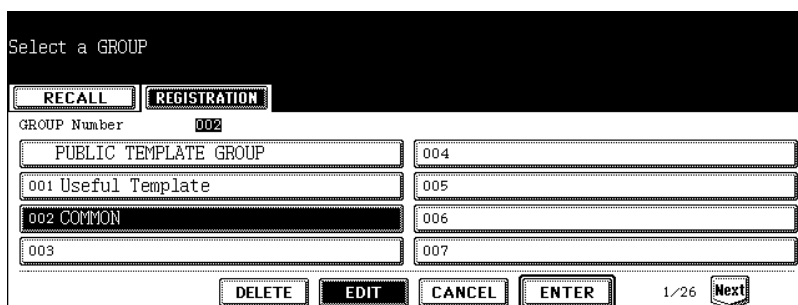 Select a GROUP
RECALL REGISTRATION
GROUP Number 002
PUBLIC TEMPLATE GROUP 004
001 Useful Template 005
002 COMMON 006
003 007
DELETE EDIT CANCEL ENTER 1/26 Next